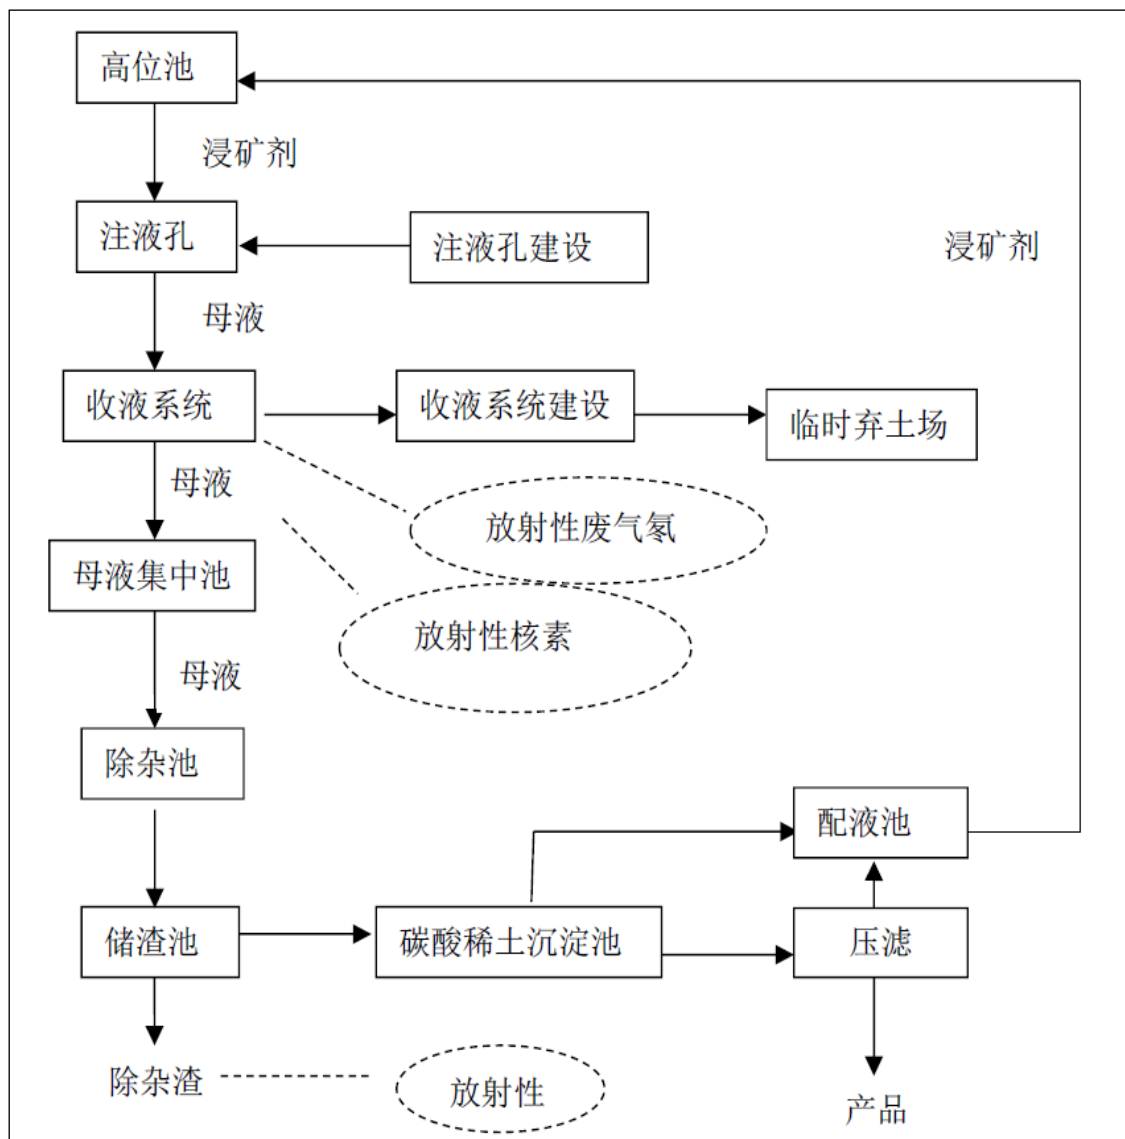 高位池
浸矿剂
注液孔
注液孔建设
浸矿剂
母液
收液系统
收液系统建设
临时弃土场
母液
放射性废气氡
母液集中池
放射性核素
母液
除杂池
配液池
储渣池
碳酸稀土沉淀池
压滤
除杂渣
放射性
产品